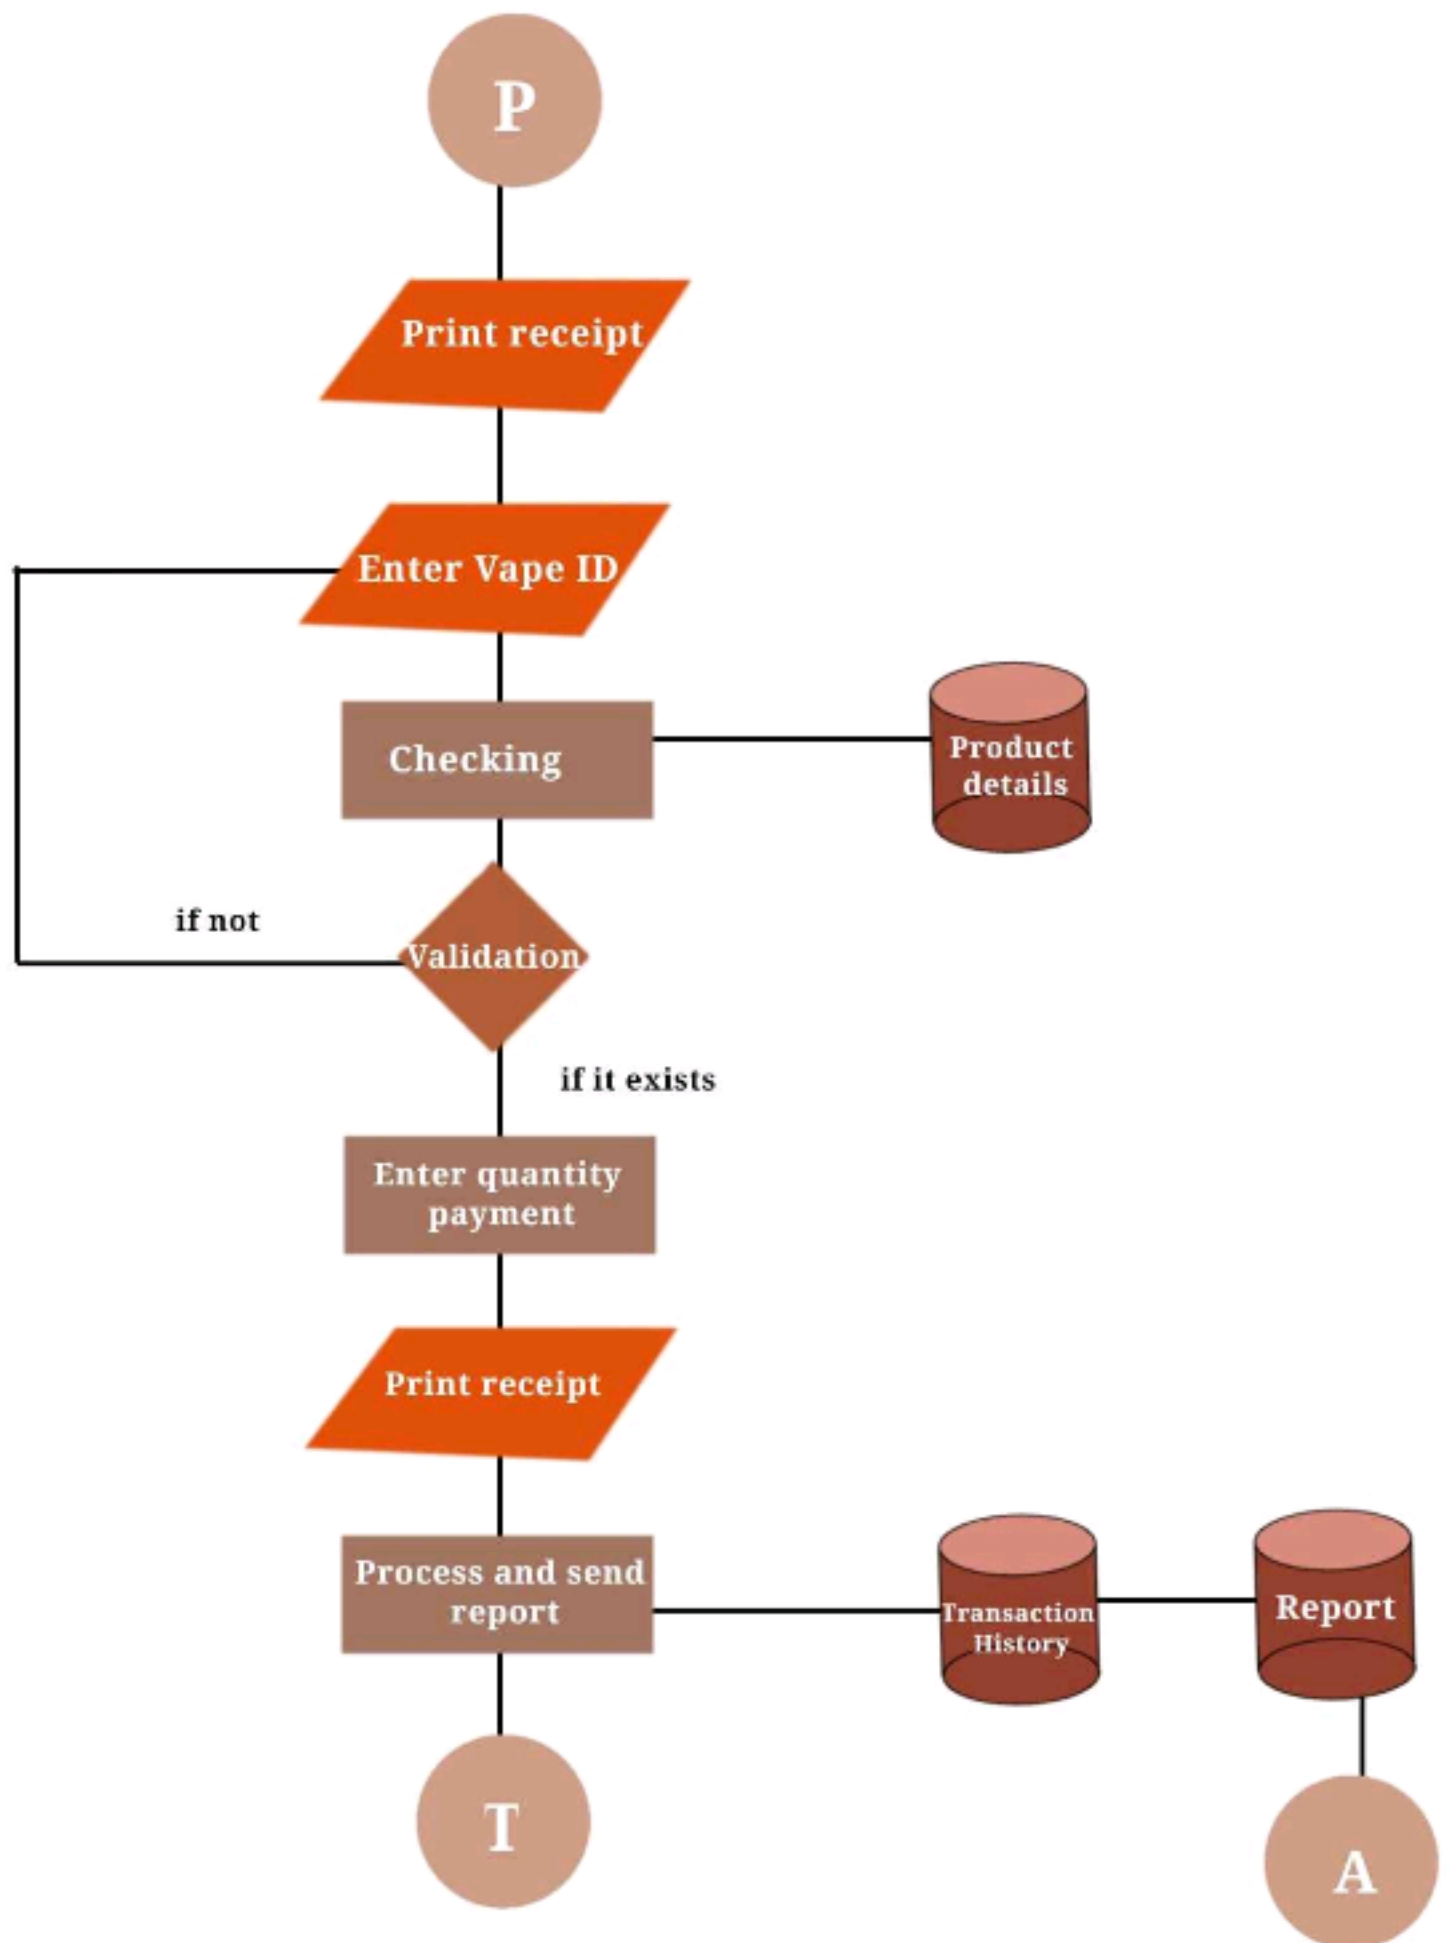 P
Print receipt
Enter Vape ID
Checking
Product
details
if not
Validation
if it exists
Enter quantity
payment
Print receipt
Process and send
report
Transaction
History
Report
T
A